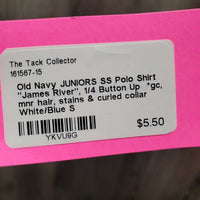 The Tack Collector
161567-15
Old Navy JUNIORS SS Polo Shirt
"James River", 1/4 Button Up *gc,
mnr hair, stains & curled collar
White/Blue S
$5.50
YKVU9G